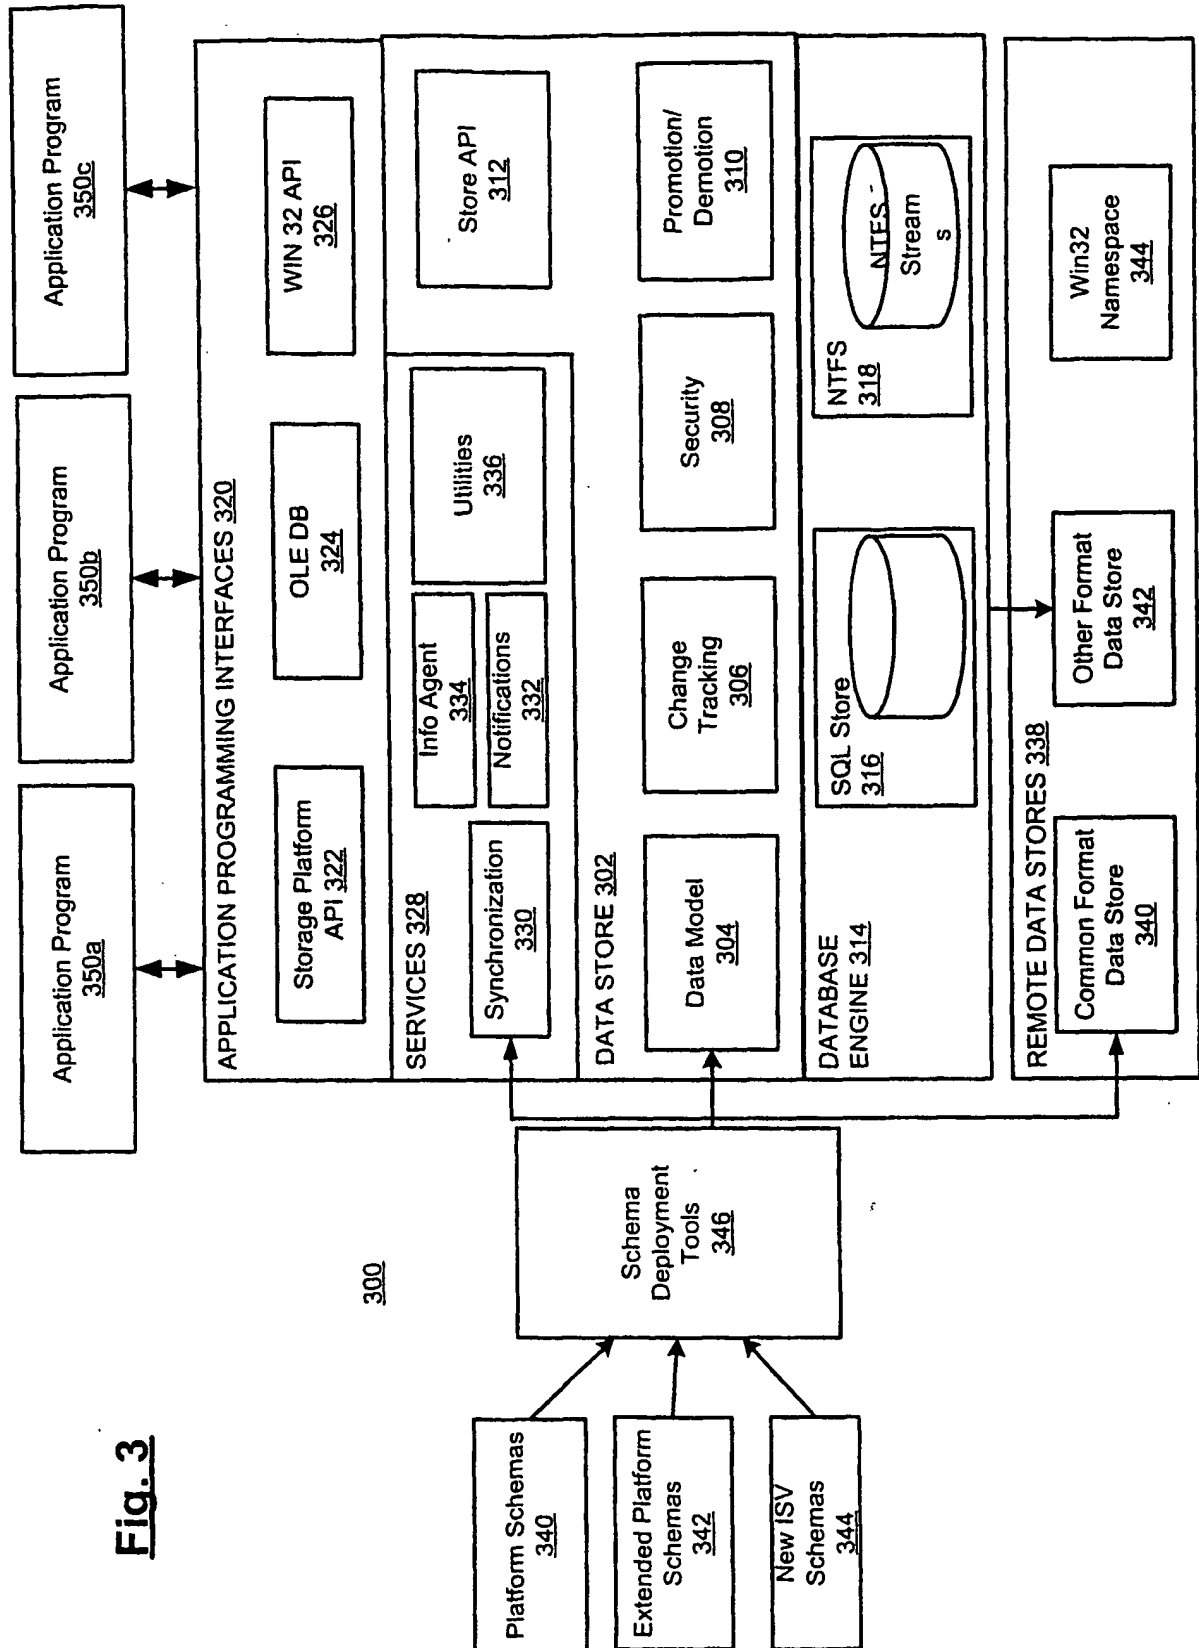 Application Program
350a
Application Program
350b
Application Program
350c
APPLICATION PROGRAMMING INTERFACES 320
Storage Platform
API 322
OLE DB
324
WIN 32 API
326
SERVICES 328
Synchronization
330
Info Agent
334
Notifications
332
Utilities
336
Store API
312
DATA STORE 302
Data Model
304
Change
Tracking
306
Security
308
Promotion/
Demotion
310
DATABASE
ENGINE 314
SQL Store
316
NTFS
318
NTFS
Stream
s
REMOTE DATA STORES 338
Common Format
Data Store
340
Other Format
Data Store
342
Win32
Namespace
344
300
Schema
Deployment
Tools
346
Platform Schemas
340
Extended Platform
Schemas
342
New ISV
Schemas
344
Fig. 3